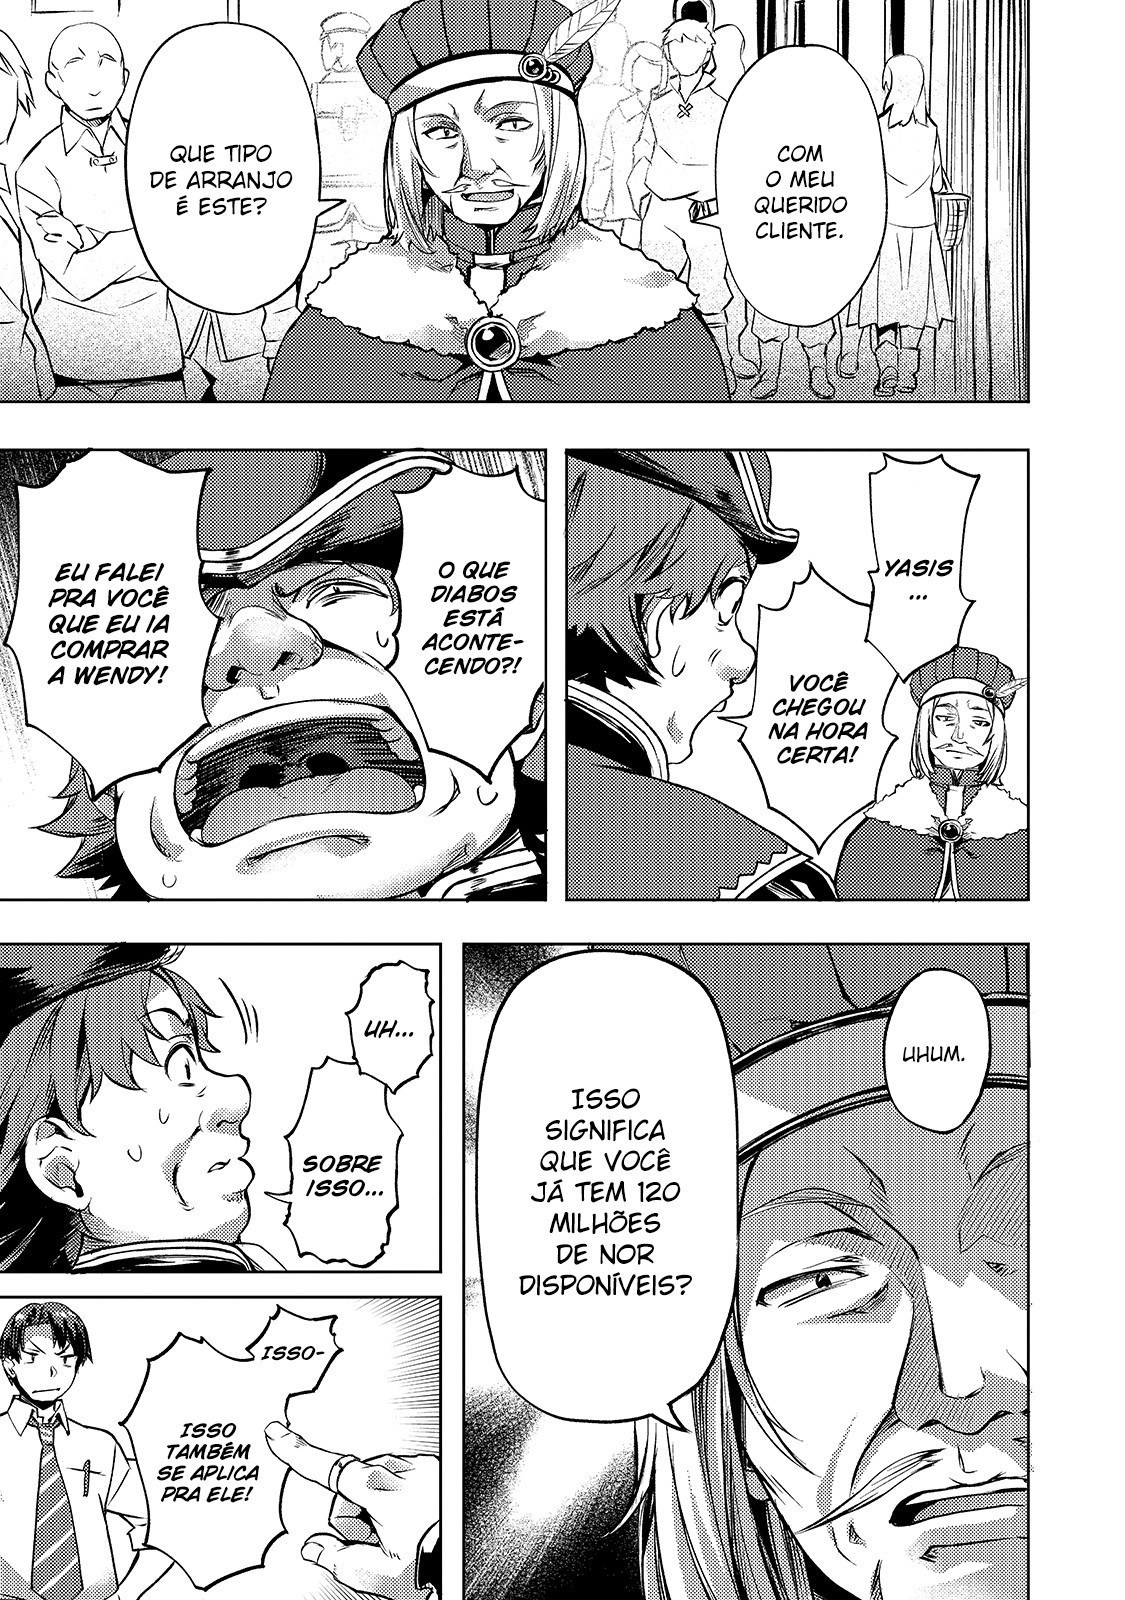 COM
O MEU
QUERIDO
CLIENTE.
QUE TIPO
DE ARRANJO
É ESTE?
YASIS
...
VOCÊ
CHEGOU
NA HORA
CERTA!
O QUE
DIABOS
ESTÁ
ACONTE-
CENDO?!
EU FALEI
PRA VOCÊ
QUE EU IA
COMPRAR
A WENDY!
UHUM.
ISSO
SIGNIFICA
QUE VOCÊ
JÁ TEM 120
MILHÕES
DE NOR
DISPONÍVEIS?
UH...
SOBRE
ISSO...
ISSO-
ISSO
TAMBÉM
SE APLICA
PRA ELE!